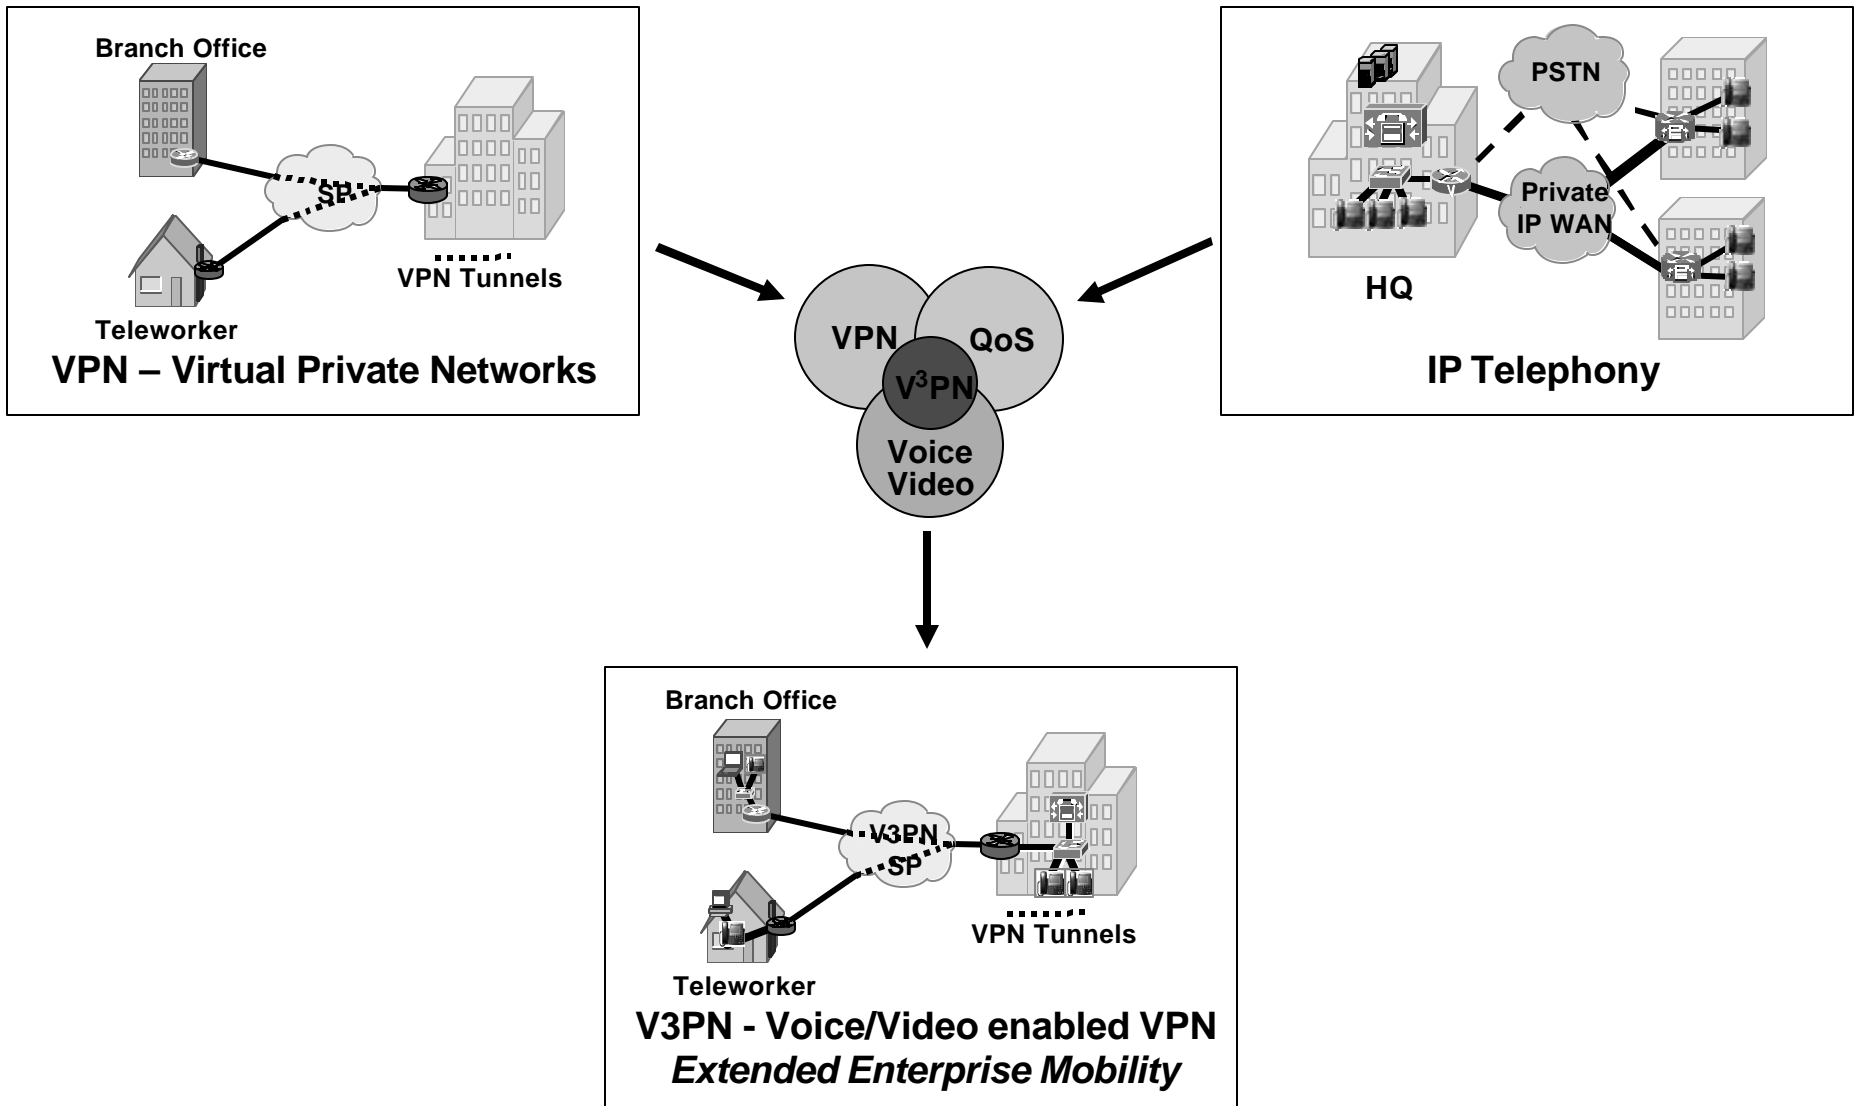 Branch Office
SP
VPN Tunnels
Teleworker
VPN – Virtual Private Networks
PSTN
V
Private
IP WAN
HQ
IP Telephony
VPN
QoS
V³PN
Voice
Video
Branch Office
V3PN
SP
VPN Tunnels
Teleworker
V3PN - Voice/Video enabled VPN
Extended Enterprise Mobility